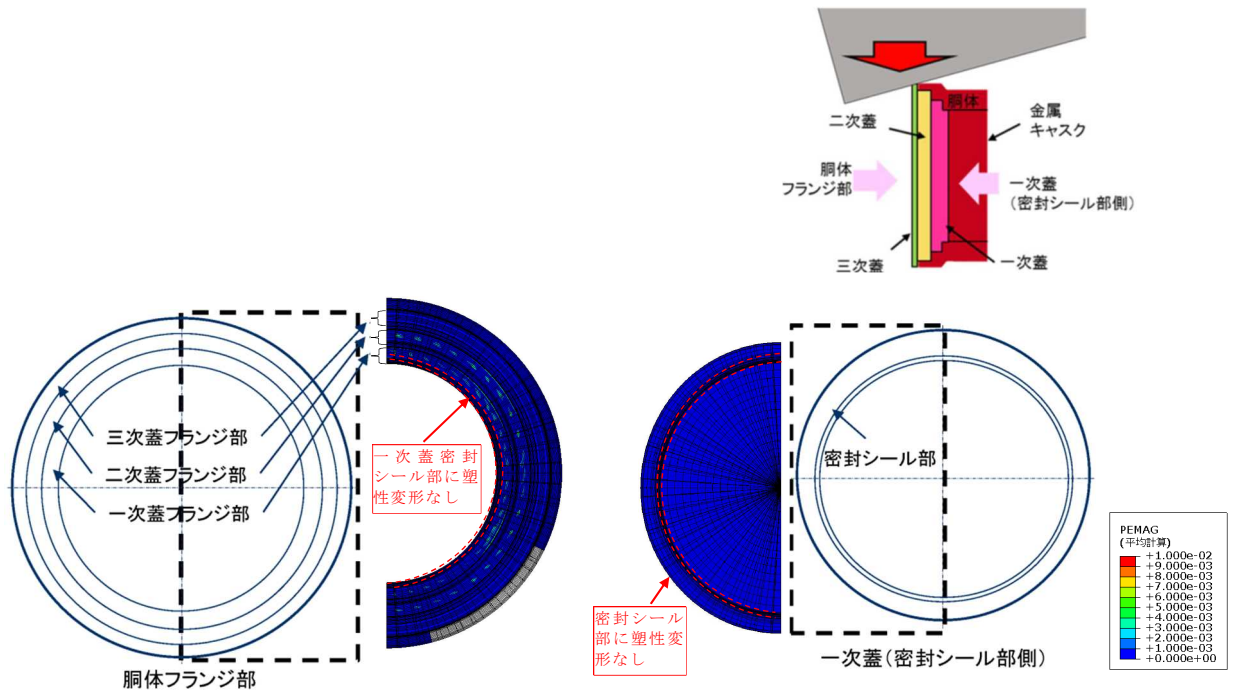 胴体
二次蓋
金属
キャスク
胴体
フランジ部
一次蓋
(密封シール部側)
三次蓋
一次蓋
三次蓋フランジ部
二次蓋フランジ部
一次蓋フランジ部
胴体フランジ部
一次蓋密封
シール部に塑
性変形なし
密封シール
部に塑性変
形なし
密封シール部
一次蓋(密封シール部側)
PEMAG
(平均計算)
+1.000e-02
+9.000e-03
+8.000e-03
+7.000e-03
+6.000e-03
+5.000e-03
+4.000e-03
+3.000e-03
+2.000e-03
+1.000e-03
+0.000e+00